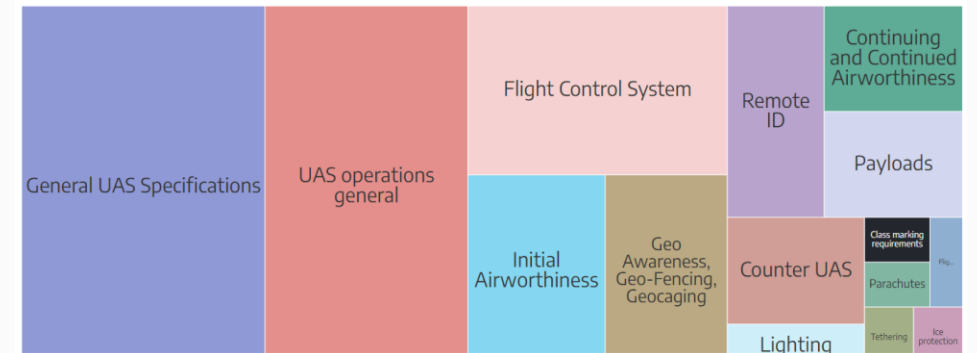 General UAS Specifications
UAS operations
general
Flight Control System
Initial
Airworthiness
Geo
Awareness,
Geo-Fencing,
Geocaging
Remote
ID
Continuing
and Continued
Airworthiness
Payloads
Counter UAS
Lighting
Class marking
requirements
Parachutes
Flig...
Tethering
Ice
protection